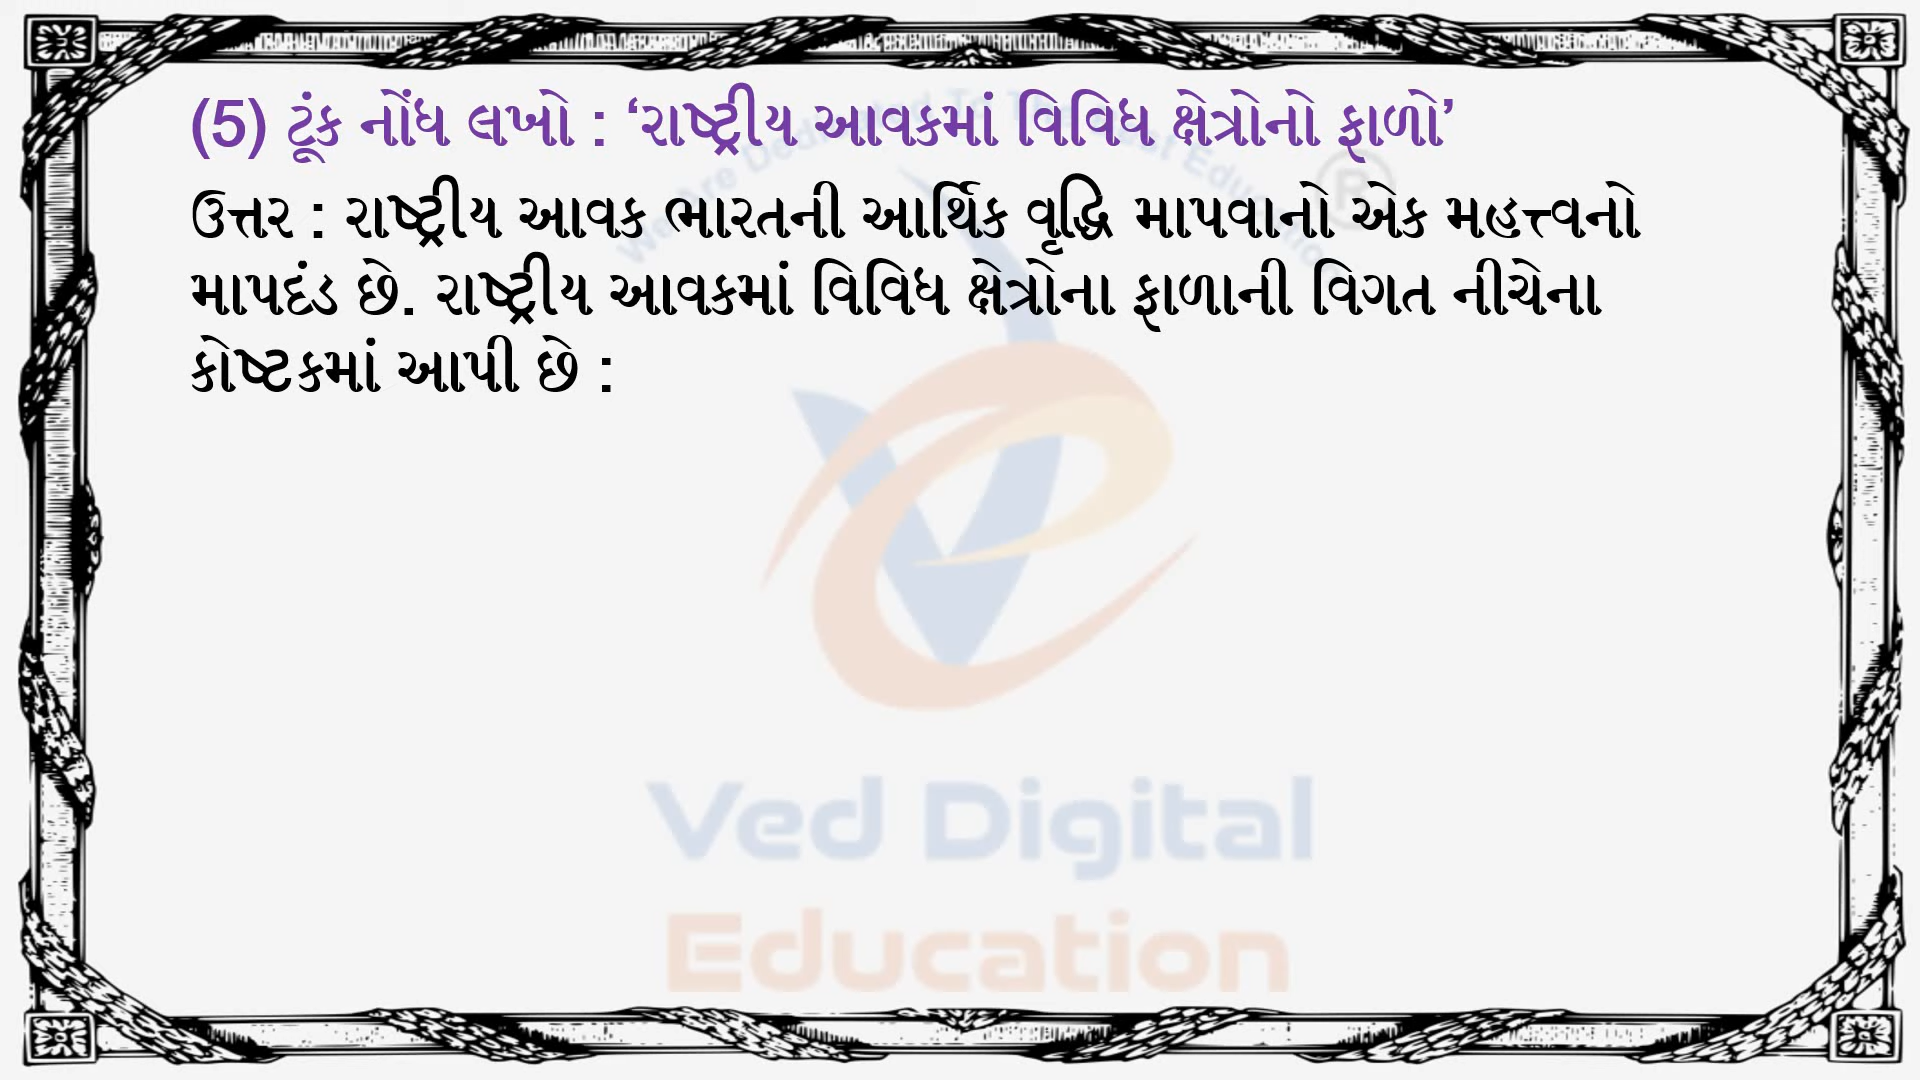 (5) ટૂંક નોંધ લખો : ‘રાષ્ટ્રીય આવકમાં વિવિધ ક્ષેત્રોનો ફાળો’
ઉત્તર : રાષ્ટ્રીય આવક ભારતની આર્થિક વૃદ્ધિ માપવાનો એક મહત્ત્વનો
માપદંડ છે. રાષ્ટ્રીય આવકમાં વિવિધ ક્ષેત્રોના ફાળાની વિગત નીચેના
કોષ્ટકમાં આપી છે :
Ved Digital
Education